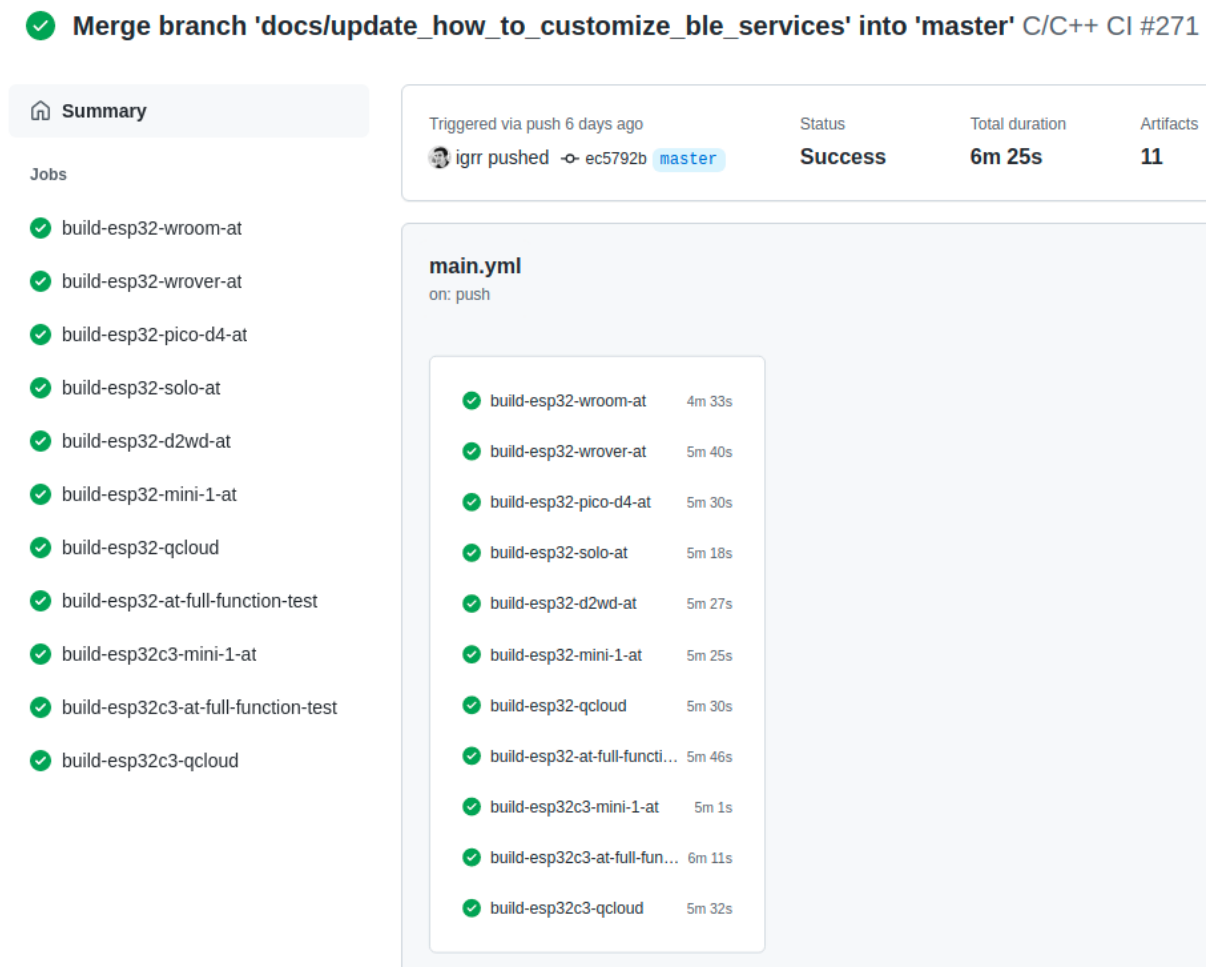 Merge branch 'docs/update_how_to_customize_ble_services' into 'master' C/C++ CI #271
Summary
Jobs
build-esp32-wroom-at
build-esp32-wrover-at
build-esp32-pico-d4-at
build-esp32-solo-at
build-esp32-d2wd-at
build-esp32-mini-1-at
build-esp32-qcloud
build-esp32-at-full-function-test
build-esp32c3-mini-1-at
build-esp32c3-at-full-function-test
build-esp32c3-qcloud
Triggered via push 6 days ago
igrr pushed ec5792b master
Status
Success
Total duration
6m 25s
Artifacts
11
main.yml
on: push
build-esp32-wroom-at 4m 33s
build-esp32-wrover-at 5m 40s
build-esp32-pico-d4-at 5m 30s
build-esp32-solo-at 5m 18s
build-esp32-d2wd-at 5m 27s
build-esp32-mini-1-at 5m 25s
build-esp32-qcloud 5m 30s
build-esp32-at-full-functi... 5m 46s
build-esp32c3-mini-1-at 5m 1s
build-esp32c3-at-full-fun... 6m 11s
build-esp32c3-qcloud 5m 32s